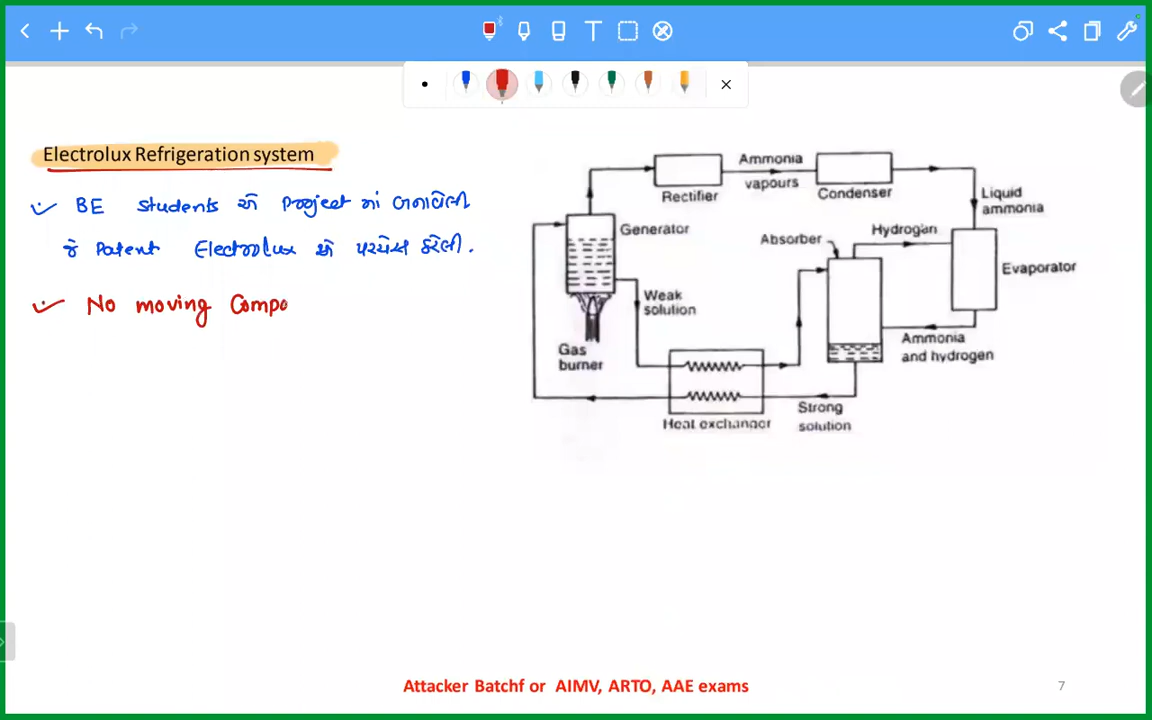 Electrolux Refrigeration system
BE students એ Project માં બનાવેલી
જે Patent Electrolux એ પરચેસ કરેલી.
No moving Compo
Rectifier
Ammonia
vapours
Condenser
Liquid
ammonia
Generator
Absorber
Hydrogen
Evaporator
Weak
solution
Gas
burner
Ammonia
and hydrogen
Heat exchanger
Strong
solution
Attacker Batchf or AIMV, ARTO, AAE exams
7